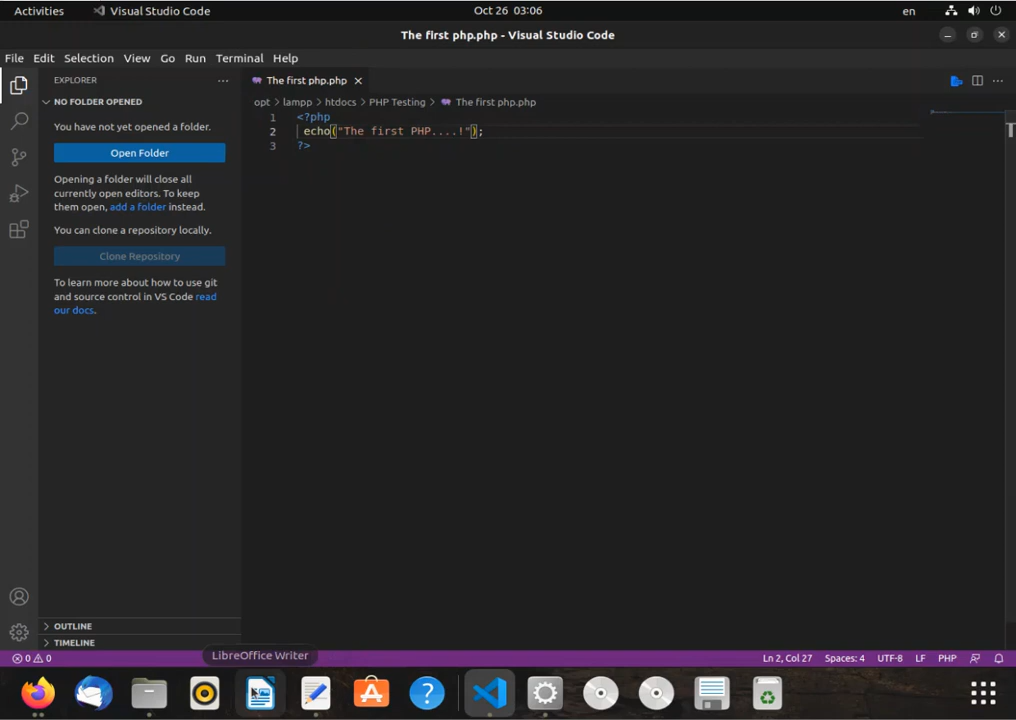 Activities Visual Studio Code Oct 26 03:06 en
The first php.php - Visual Studio Code
File Edit Selection View Go Run Terminal Help
EXPLORER ··· The first php.php
NO FOLDER OPENED opt > lampp > htdocs > PHP Testing > The first php.php
1 <?php
You have not yet opened a folder. 2 echo("The first PHP....!");
3 ?>
Open Folder
Opening a folder will close all
currently open editors. To keep
them open, add a folder instead.
You can clone a repository locally.
Clone Repository
To learn more about how to use git
and source control in VS Code read
our docs.
OUTLINE
TIMELINE
0 0 Ln 2, Col 27 Spaces: 4 UTF-8 LF PHP
LibreOffice Writer